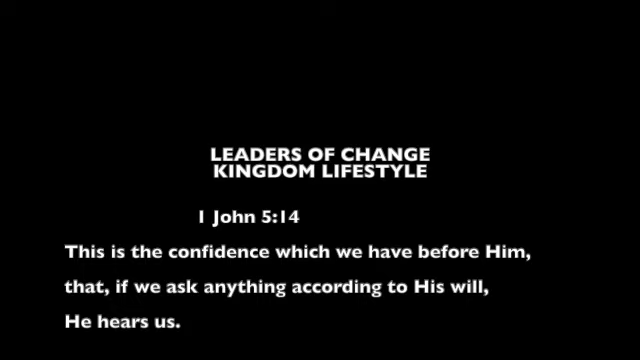 LEADERS OF CHANGE
KINGDOM LIFESTYLE
1 John 5:14
This is the confidence which we have before Him,
that, if we ask anything according to His will,
He hears us.